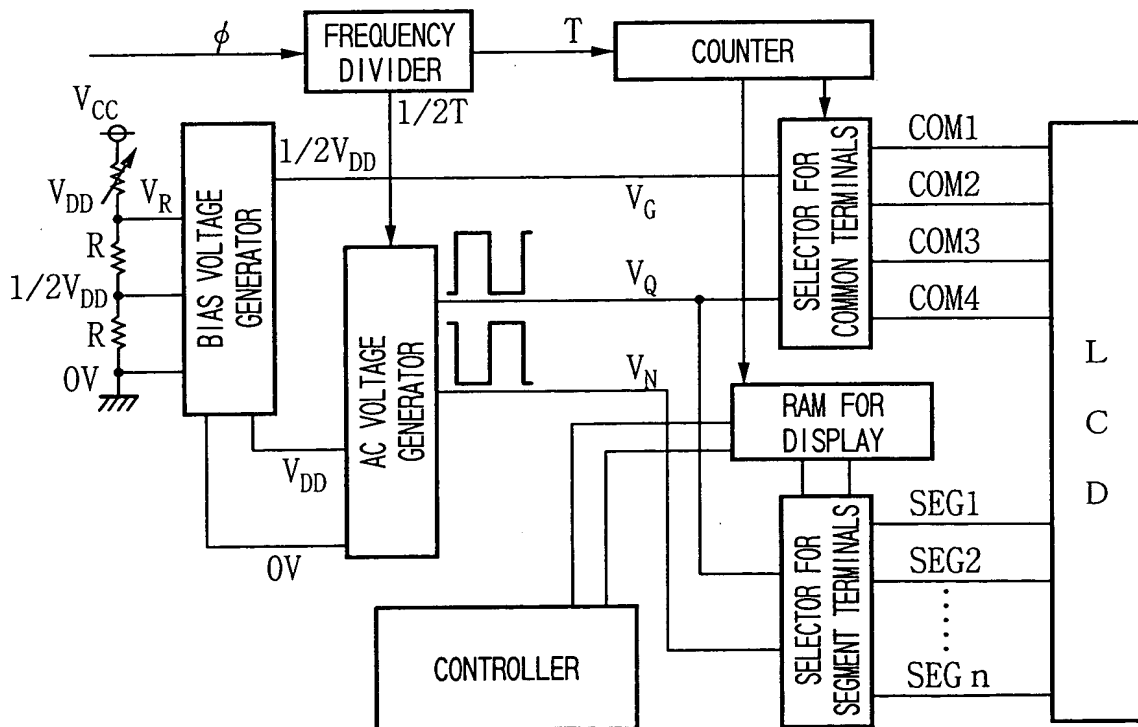 ϕ
FREQUENCY
DIVIDER
T
COUNTER
1/2T
V_CC
V_DD
V_R
R
1/2V_DD
R
0V
BIAS VOLTAGE
GENERATOR
1/2V_DD
V_G
AC VOLTAGE
GENERATOR
V_Q
V_N
V_DD
0V
SELECTOR FOR
COMMON TERMINALS
COM1
COM2
COM3
COM4
RAM FOR
DISPLAY
SELECTOR FOR
SEGMENT TERMINALS
SEG1
SEG2
SEG n
CONTROLLER
L
C
D